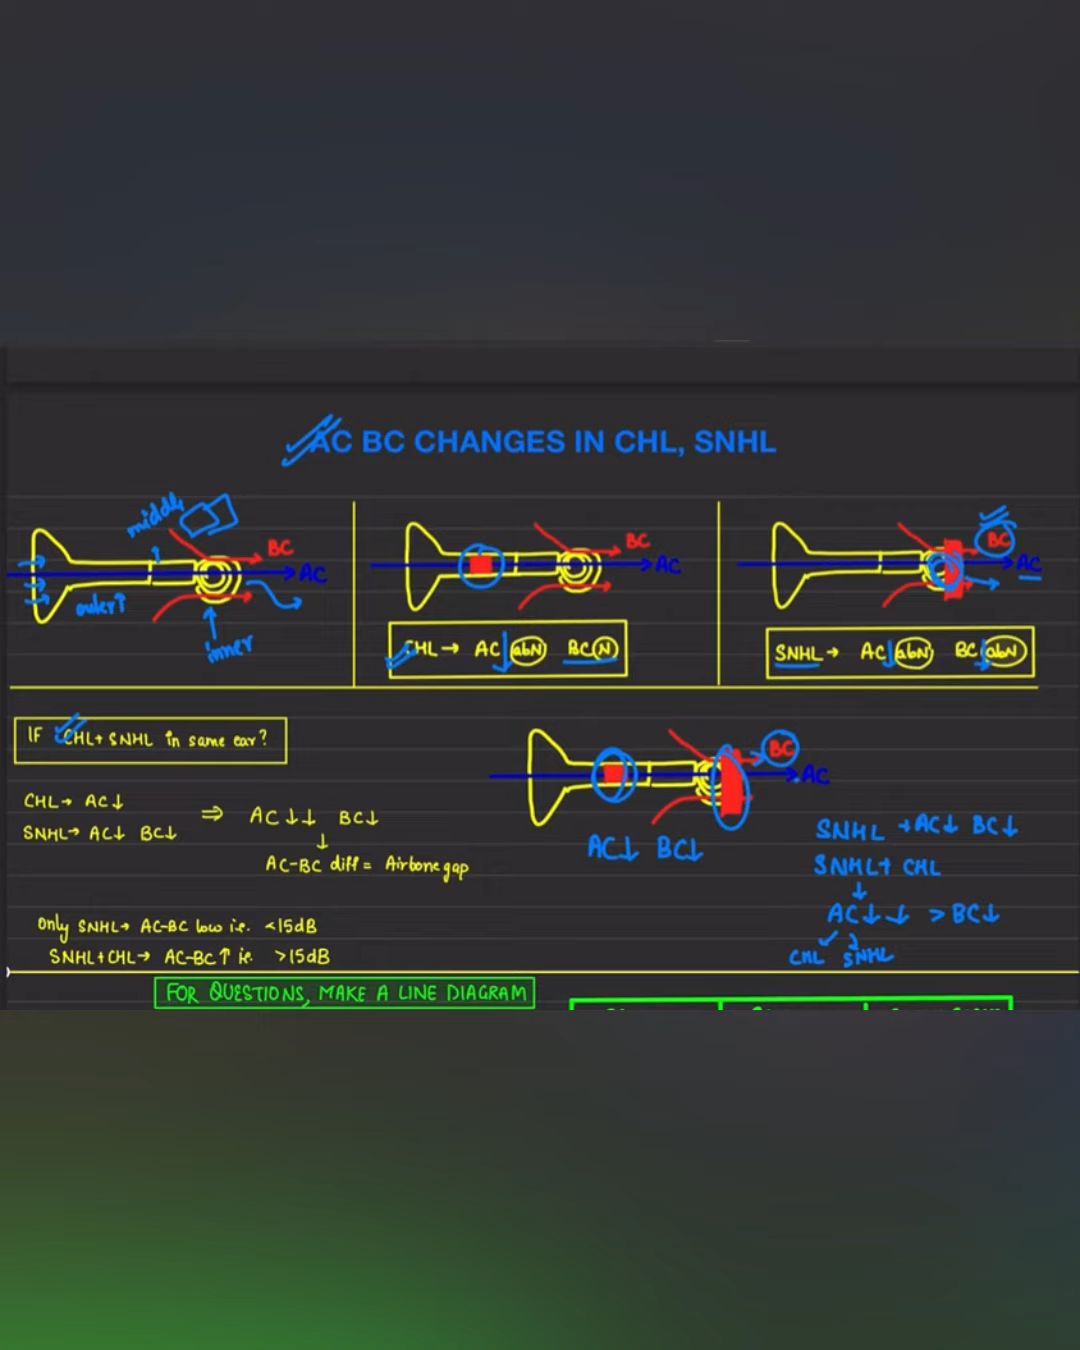 AC BC CHANGES IN CHL, SNHL
middle
BC
AC
outer↑
inner
BC
AC
CHL→ AC↓ abN BC N
BC
AC
SNHL→ AC↓ abN BC↓ abN
IF CHL+ SNHL in same ear?
CHL→ AC↓
SNHL→ AC↓ BC↓
⇒ AC↓↓ BC↓
↓
AC-BC diff = Airbone gap
Only SNHL→ AC-BC low i.e. <15dB
SNHL+CHL→ AC-BC↑ ie. >15dB
BC
AC
AC↓ BC↓
SNHL → AC↓ BC↓
SNHL+ CHL
↓
AC↓↓ > BC↓
CHL SNHL
FOR QUESTIONS, MAKE A LINE DIAGRAM